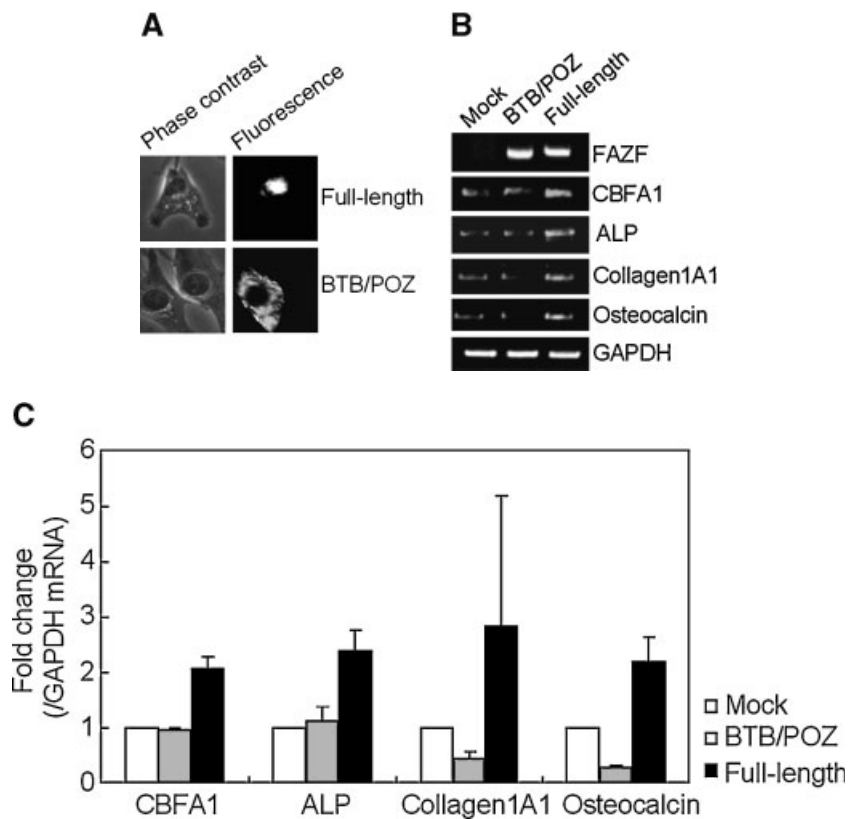 A
Phase contrast
Fluorescence
Full-length
BTB/POZ
B
Mock
BTB/POZ
Full-length
FAZF
CBFA1
ALP
Collagen1A1
Osteocalcin
GAPDH
C
Fold change
(/GAPDH mRNA)
6
5
4
3
2
1
0
CBFA1 ALP Collagen1A1 Osteocalcin
Mock
BTB/POZ
Full-length